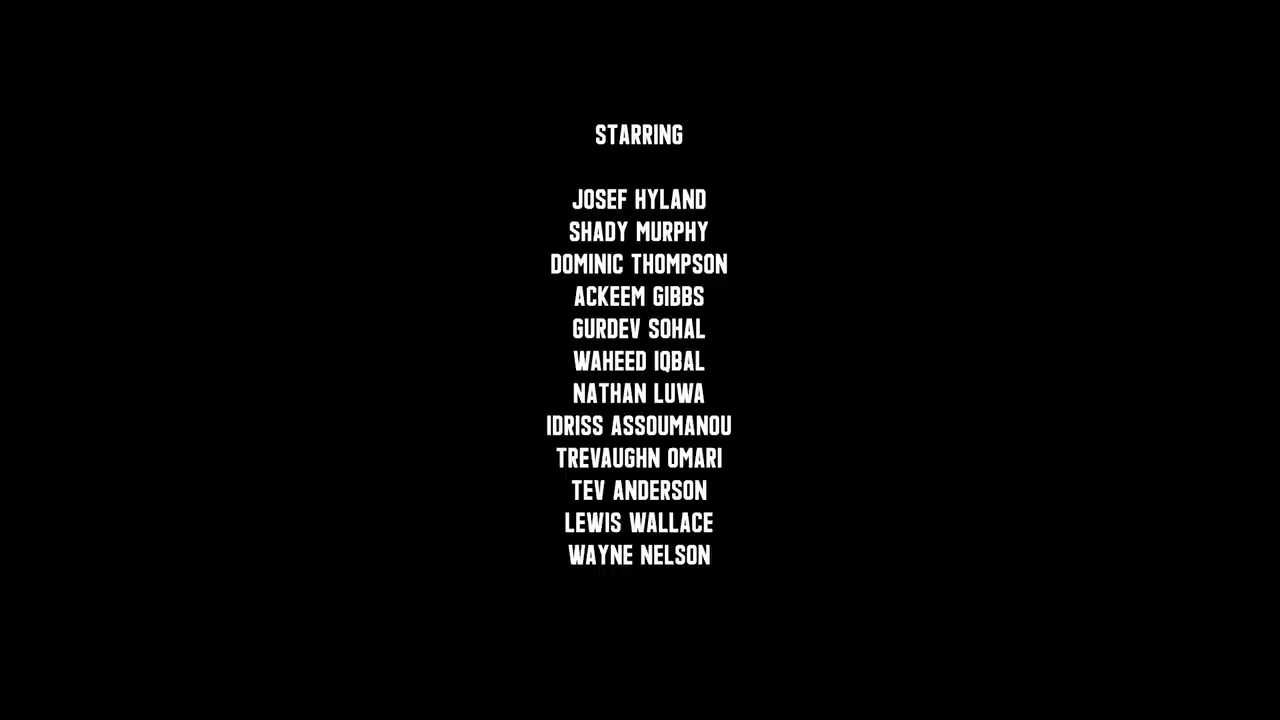 STARRING
JOSEF HYLAND
SHADY MURPHY
DOMINIC THOMPSON
ACKEEM GIBBS
GURDEV SOHAL
WAHEED IQBAL
NATHAN LUWA
IDRISS ASSOUMANOU
TREVAUGHN OMARI
TEV ANDERSON
LEWIS WALLACE
WAYNE NELSON